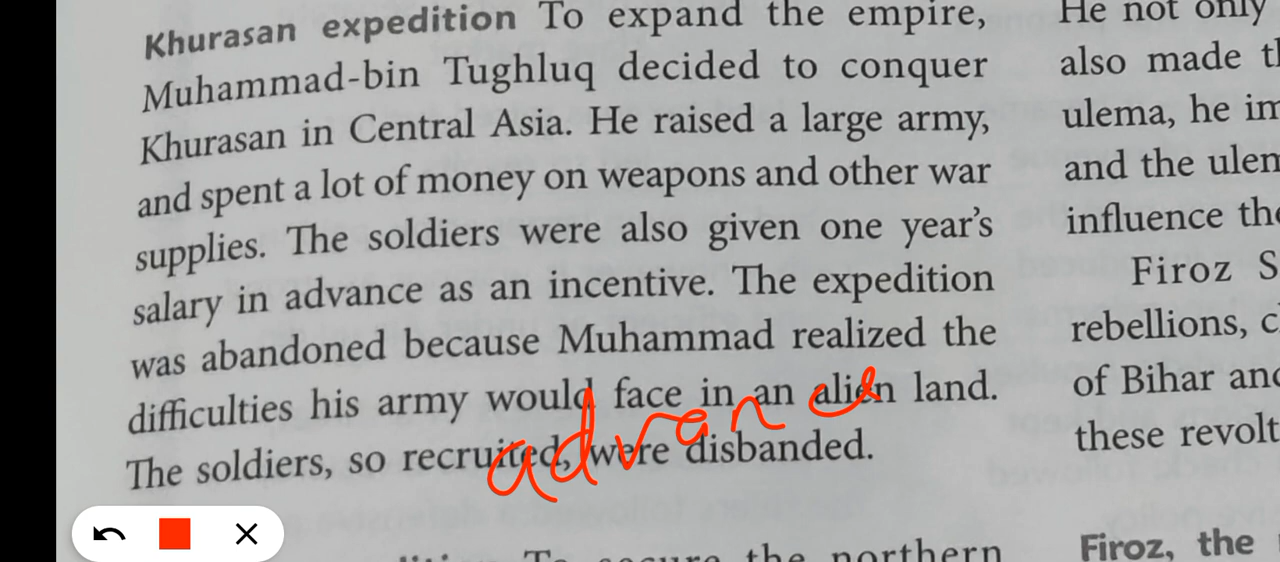 Khurasan expedition To expand the empire,
Muhammad-bin Tughluq decided to conquer
Khurasan in Central Asia. He raised a large army,
and spent a lot of money on weapons and other war
supplies. The soldiers were also given one year's
salary in advance as an incentive. The expedition
was abandoned because Muhammad realized the
difficulties his army would face in an alien land.
The soldiers, so recruited, were disbanded.
advance
To secure the northern
He not only
also made
ulema, he
and the
influence
Firoz
rebellions,
of Bihar
these
Firoz, the